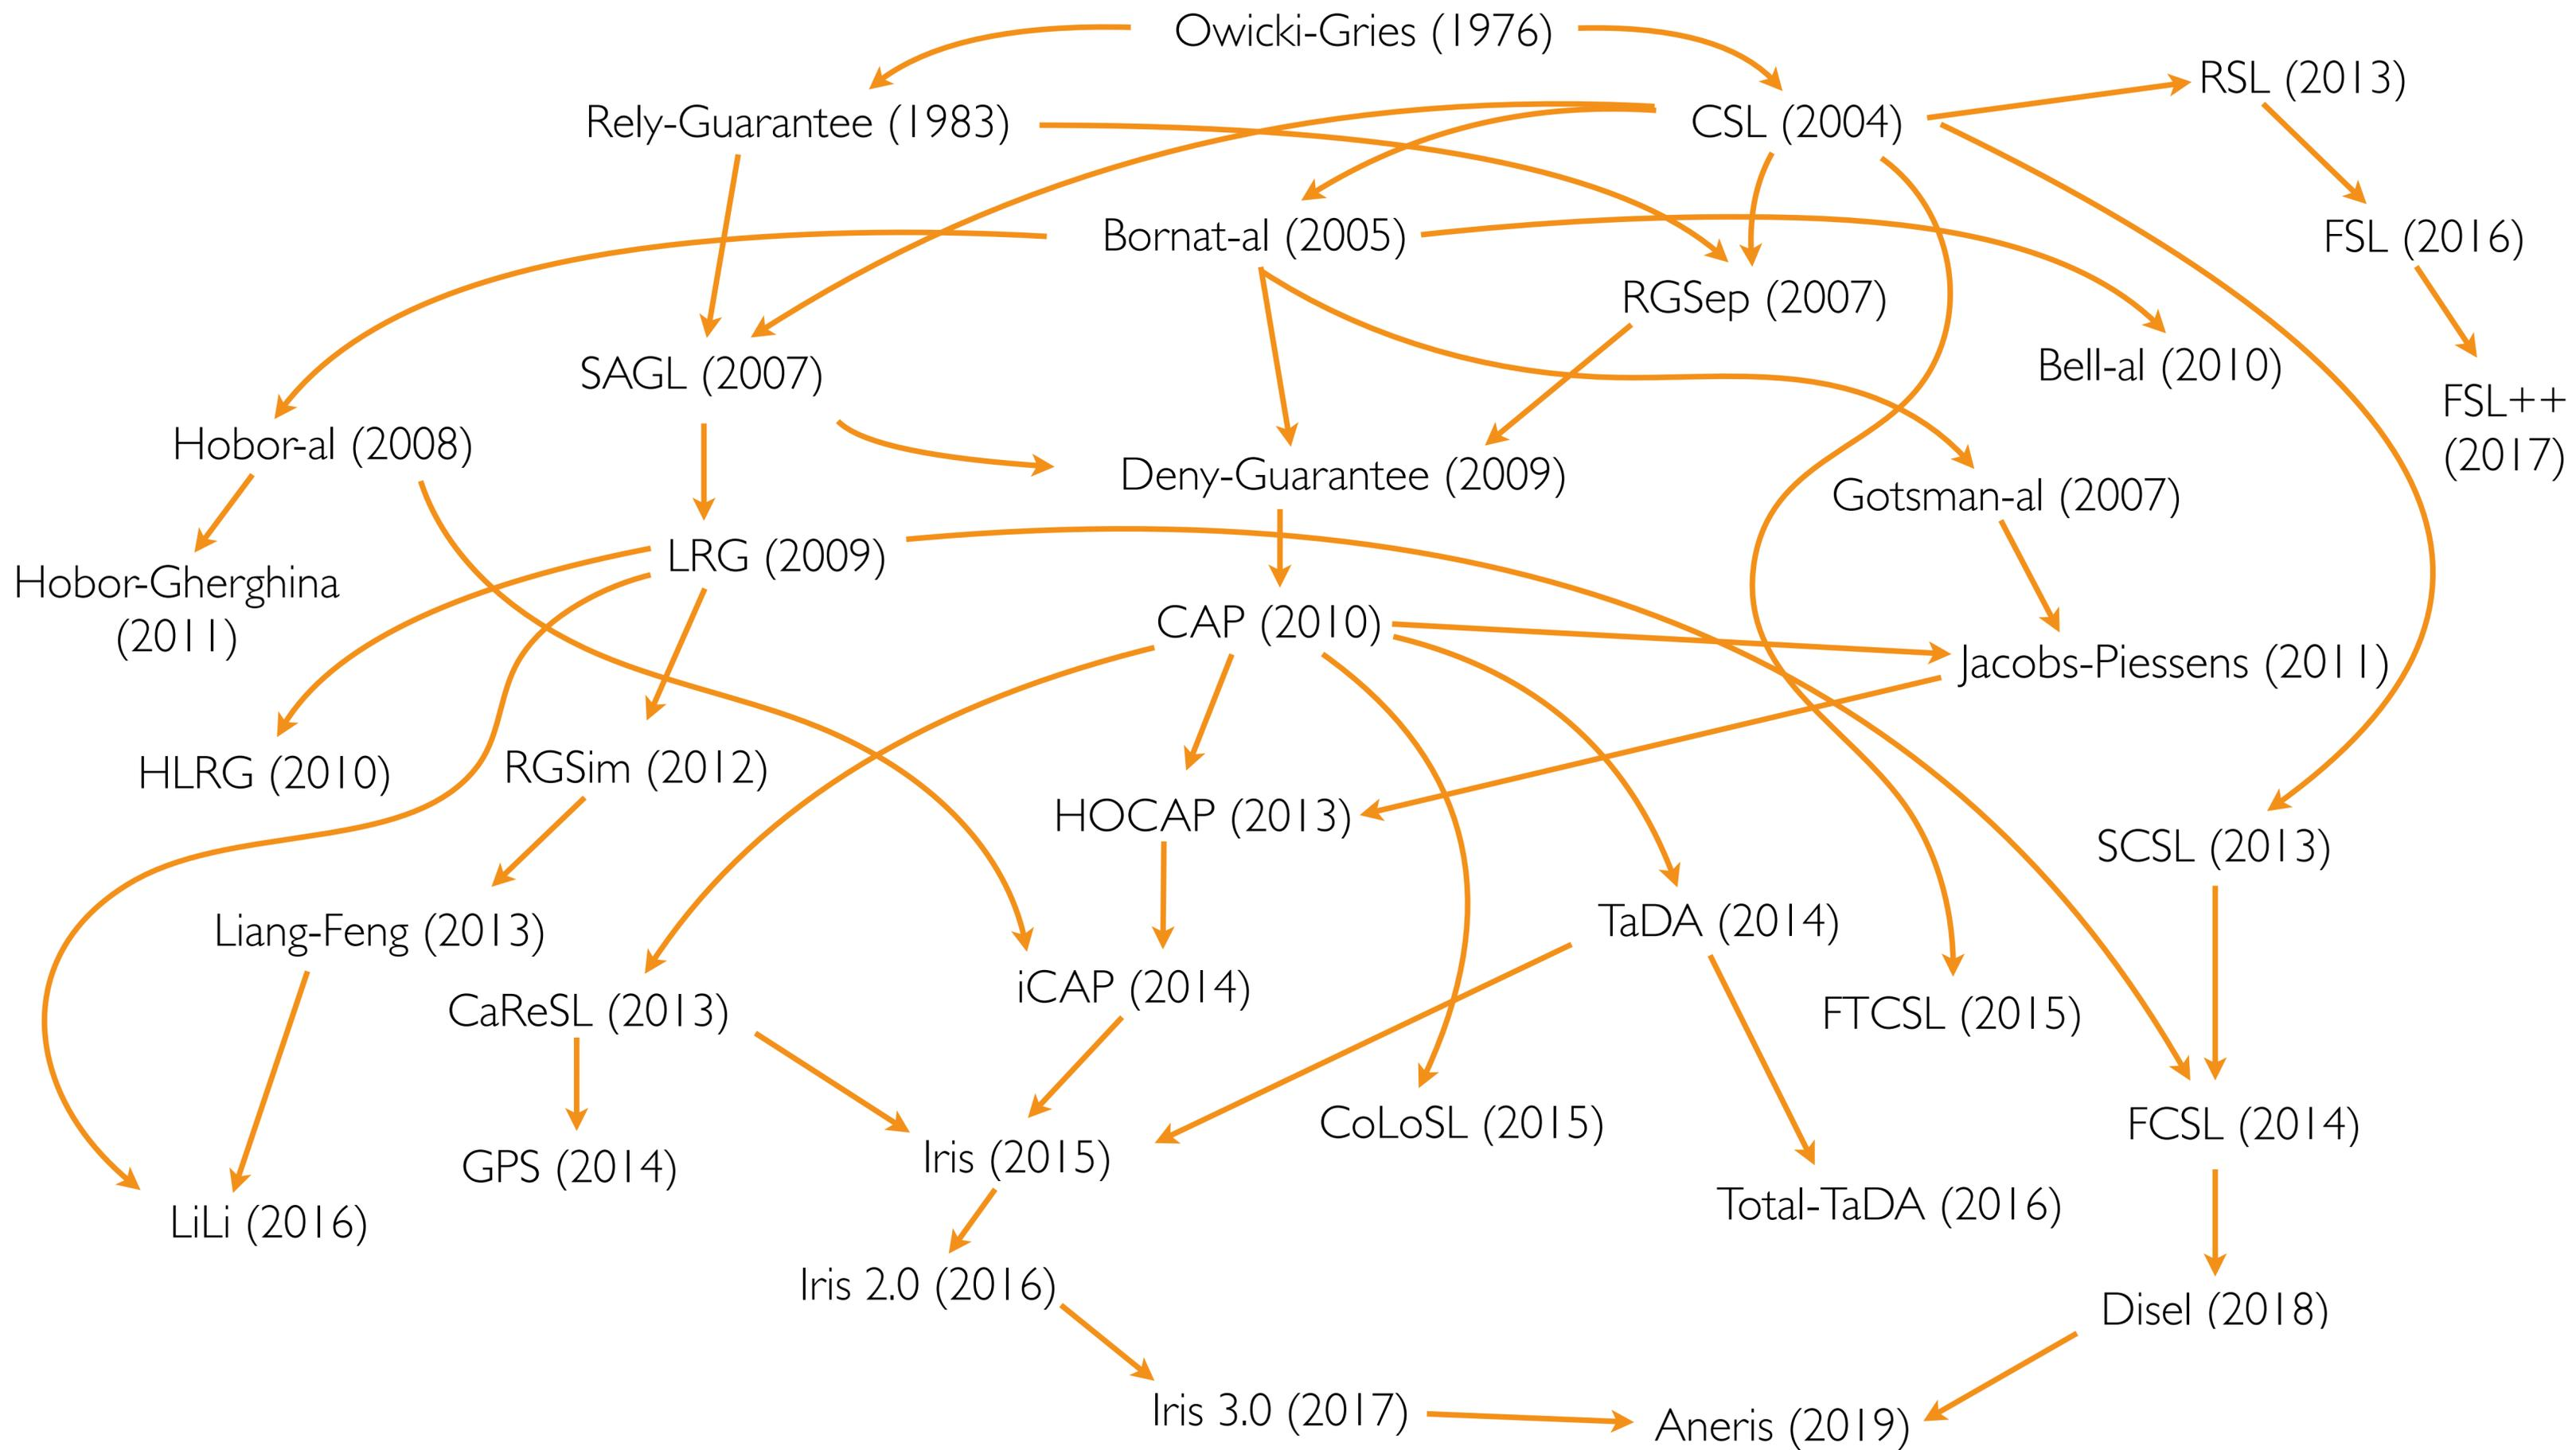 Owicki-Gries (1976)
RSL (2013)
Rely-Guarantee (1983)
CSL (2004)
Bornat-al (2005)
FSL (2016)
RGSep (2007)
SAGL (2007)
Bell-al (2010)
FSL++
(2017)
Hobor-al (2008)
Deny-Guarantee (2009)
Gotsman-al (2007)
LRG (2009)
Hobor-Gherghina
(2011)
CAP (2010)
Jacobs-Piessens (2011)
HLRG (2010)
RGSim (2012)
HOCAP (2013)
SCSL (2013)
Liang-Feng (2013)
TaDA (2014)
iCAP (2014)
CaReSL (2013)
FTCSL (2015)
CoLoSL (2015)
FCSL (2014)
Iris (2015)
GPS (2014)
Total-TaDA (2016)
LiLi (2016)
Iris 2.0 (2016)
Disel (2018)
Iris 3.0 (2017)
Aneris (2019)